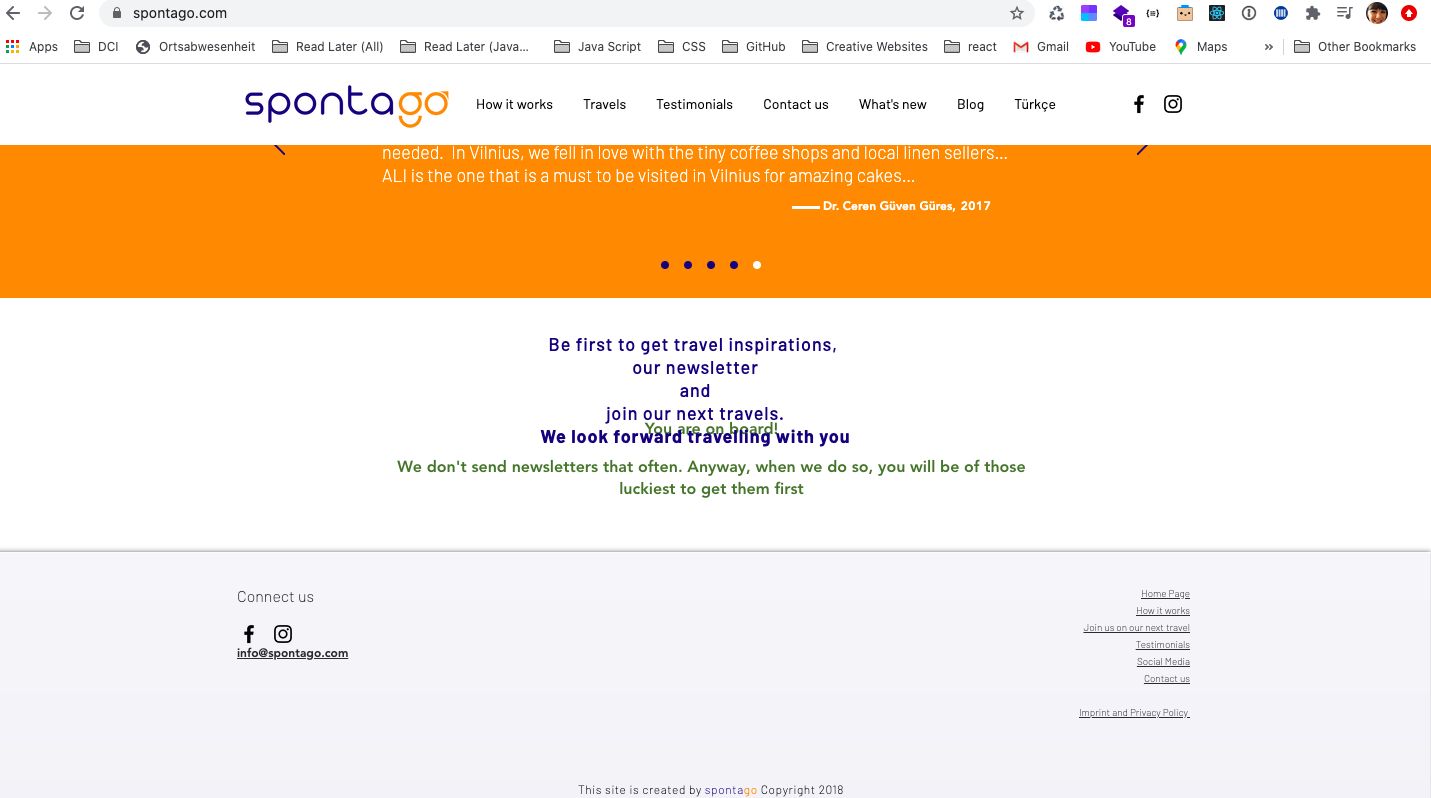 spontago.com
8
Apps DCI Ortsabwesenheit Read Later (All) Read Later (Java... Java Script CSS GitHub Creative Websites react Gmail YouTube Maps » Other Bookmarks
spontago How it works Travels Testimonials Contact us What's new Blog Türkçe
needed. In Vilnius, we fell in love with the tiny coffee shops and local linen sellers...
ALI is the one that is a must to be visited in Vilnius for amazing cakes...
Dr. Ceren Güven Güres, 2017
Be first to get travel inspirations,
our newsletter
and
join our next travels.
You are on board!
We look forward travelling with you
We don't send newsletters that often. Anyway, when we do so, you will be of those
luckiest to get them first
Connect us
info@spontago.com
Home Page
How it works
Join us on our next travel
Testimonials
Social Media
Contact us
Imprint and Privacy Policy
This site is created by spontago Copyright 2018